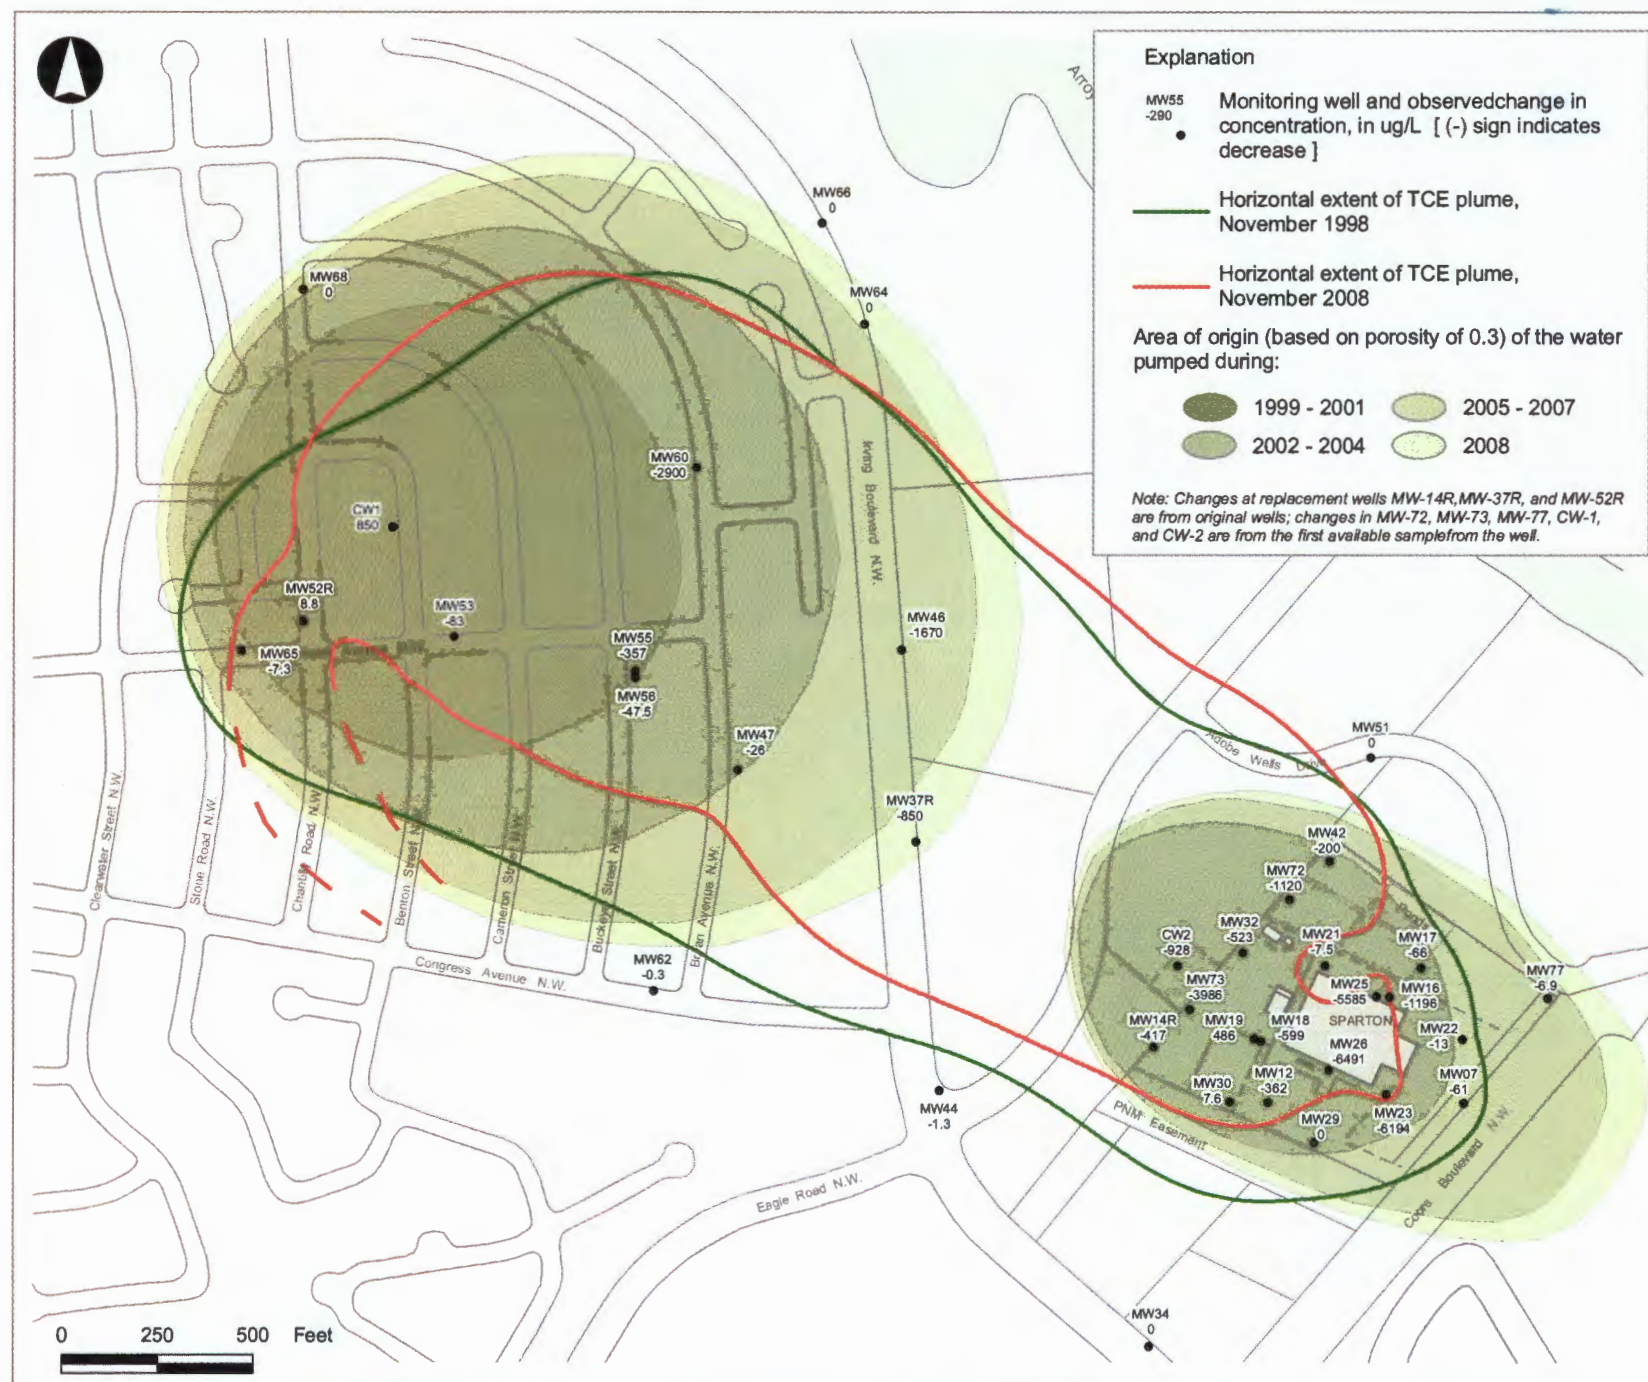 Explanation
MW55
-290
Monitoring well and observedchange in
concentration, in ug/L [ (-) sign indicates
decrease ]
Horizontal extent of TCE plume,
November 1998
Horizontal extent of TCE plume,
November 2008
Area of origin (based on porosity of 0.3) of the water
pumped during:
1999 - 2001
2005 - 2007
2002 - 2004
2008
Note: Changes at replacement wells MW-14R,MW-37R, and MW-52R
are from original wells; changes in MW-72, MW-73, MW-77, CW-1,
and CW-2 are from the first available samplefrom the well.
Arroy
MW66
0
MW68
0
MW64
0
MW60
-2900
CW1
850
Irving Boulevard N.W.
MW52R
8.8
MW53
-83
MW65
-7.3
MW55
-357
MW56
-47.5
MW46
-1670
MW47
-26
MW51
0
Adobe Wells
MW37R
-850
MW42
-200
MW72
-1120
MW32
-523
MW21
-7.5
CW2
-928
MW17
-66
MW73
-3986
MW25
-5585
MW16
-1196
MW77
-6.9
SPARTON
MW14R
-417
MW19
486
MW18
-599
MW26
-6491
MW22
-13
MW07
-61
MW30
7.6
MW12
-362
MW23
-6194
MW29
0
MW62
-0.3
MW44
-1.3
MW34
0
Clearwater Street N.W.
Stone Road N.W.
Road N.W.
Benton Street N.W.
Cameron Street N.W.
Street N.W.
Avenue N.W.
Congress Avenue N.W.
PNM Easement
Eagle Road N.W.
Boulevard N.W.
0 250 500 Feet